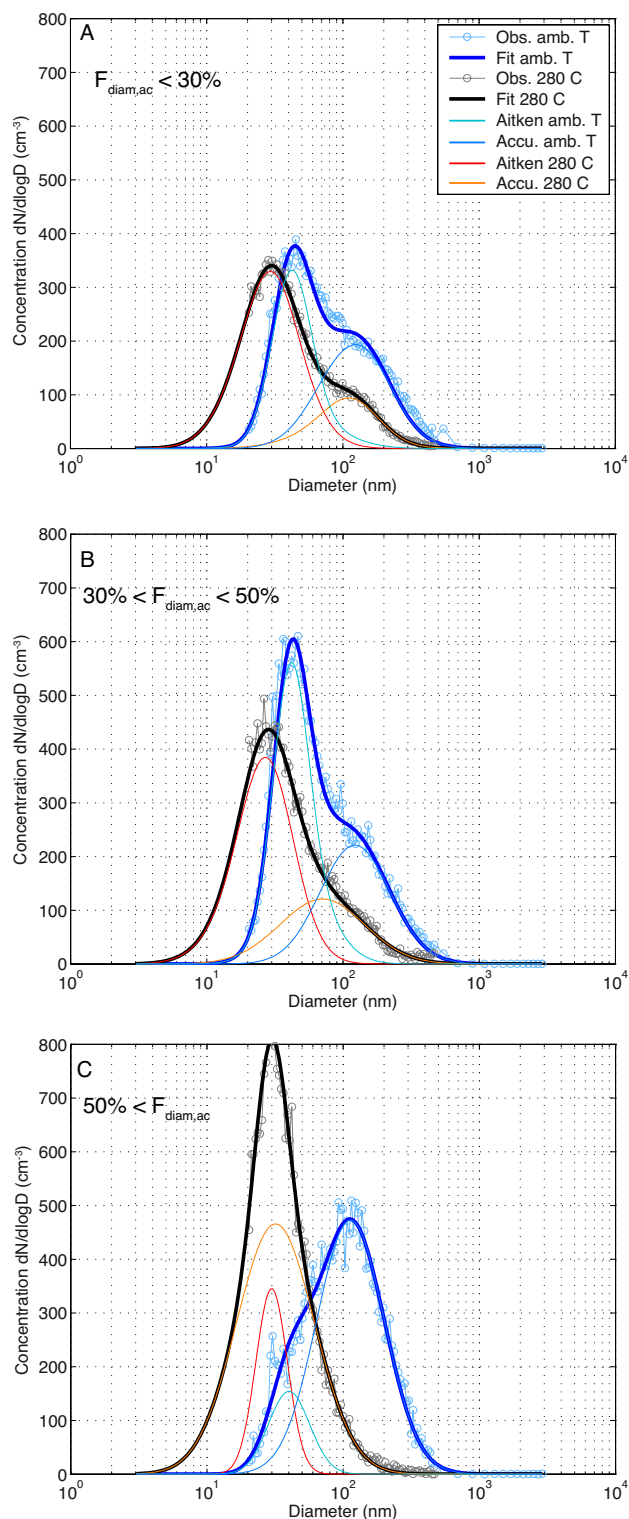 A
F_diam,ac < 30%
Obs. amb. T
Fit amb. T
Obs. 280 C
Fit 280 C
Aitken amb. T
Accu. amb. T
Aitken 280 C
Accu. 280 C
800
700
600
500
400
300
200
100
0
Concentration dN/dlogD (cm⁻³)
10⁰
10¹
10²
10³
10⁴
Diameter (nm)
B
30% < F_diam,ac < 50%
800
700
600
500
400
300
200
100
0
Concentration dN/dlogD (cm⁻³)
10⁰
10¹
10²
10³
10⁴
Diameter (nm)
C
50% < F_diam,ac
800
700
600
500
400
300
200
100
0
Concentration dN/dlogD (cm⁻³)
10⁰
10¹
10²
10³
10⁴
Diameter (nm)